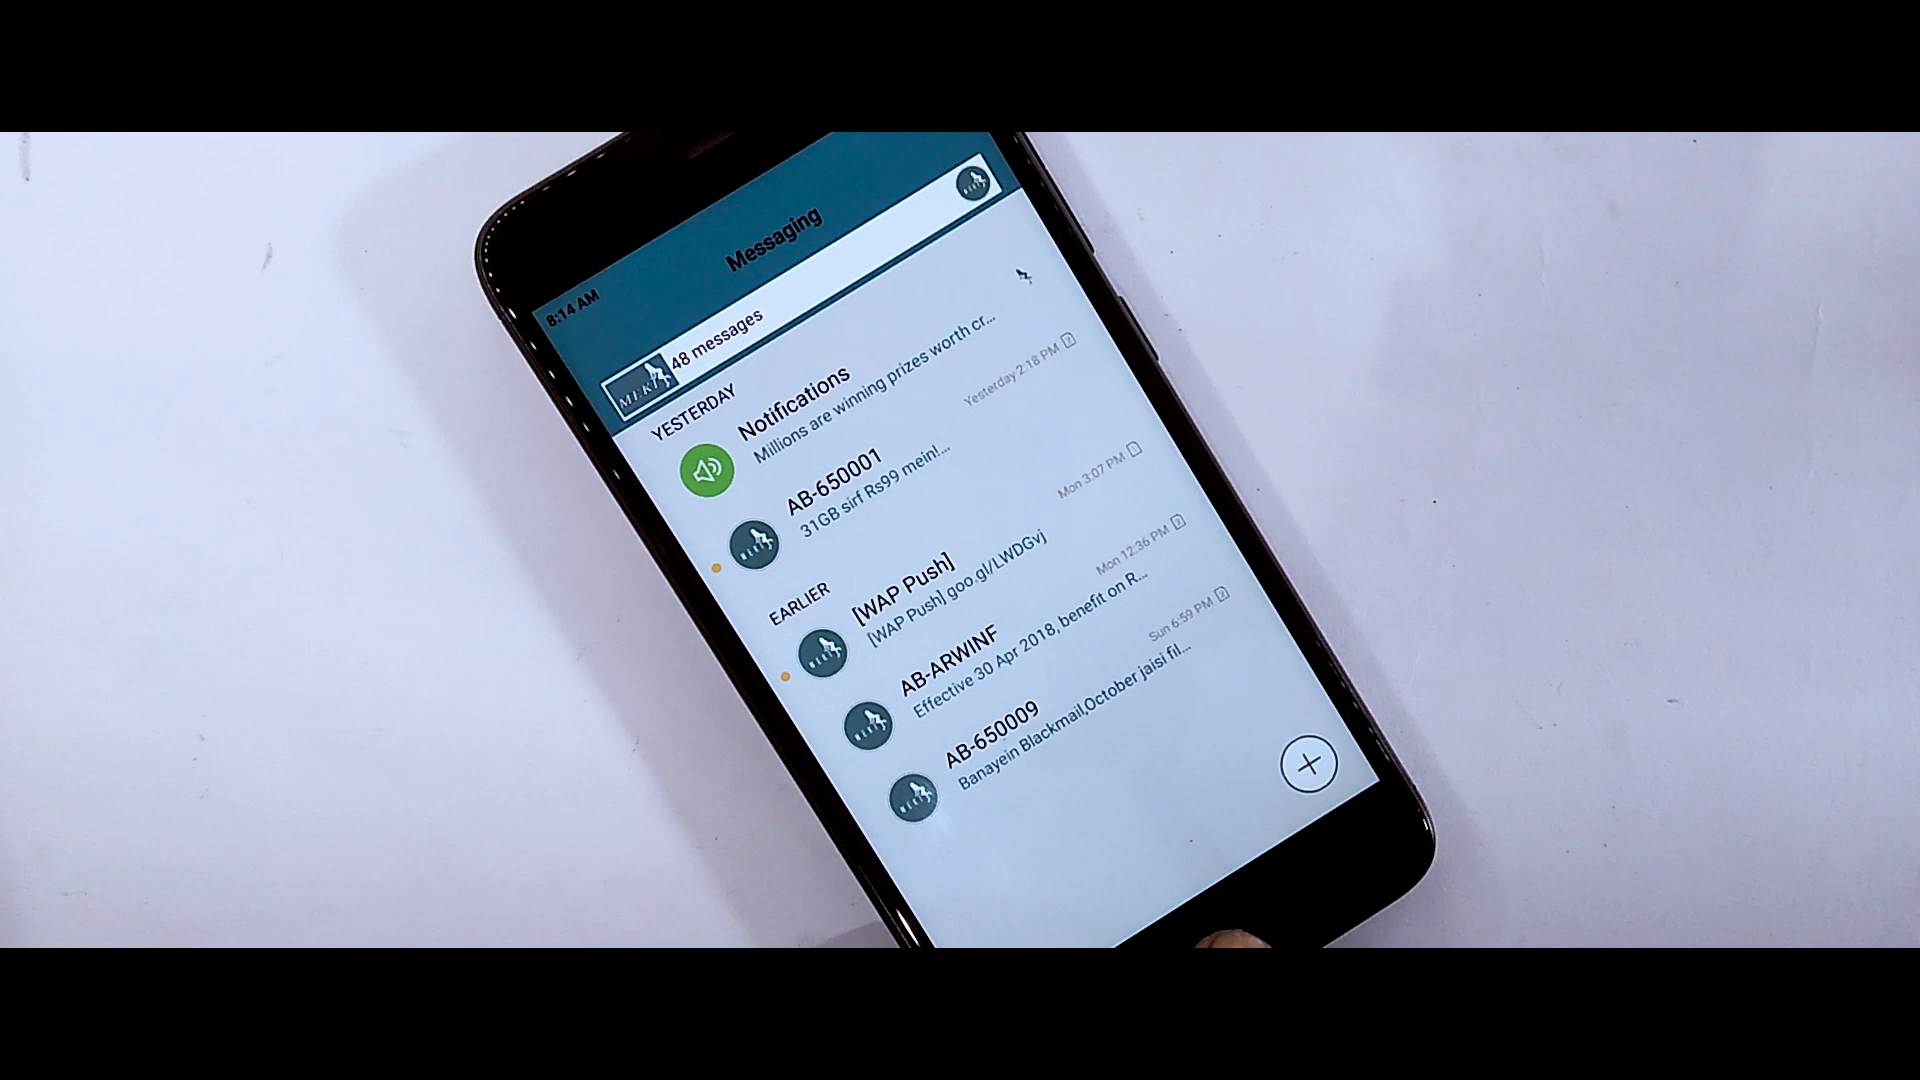 8:14 AM
Messaging
MEKI
48 messages
YESTERDAY
Notifications
Millions are winning prizes worth cr...
Yesterday 2:18 PM
AB-650001
31GB sirf Rs99 mein!...
EARLIER
Mon 3:07 PM
[WAP Push]
[WAP Push] goo.gl/LWDGvj
Mon 12:36 PM
AB-ARWINF
Effective 30 Apr 2018, benefit on R...
Sun 6:59 PM
AB-650009
Banayein Blackmail,October jaisi fil...